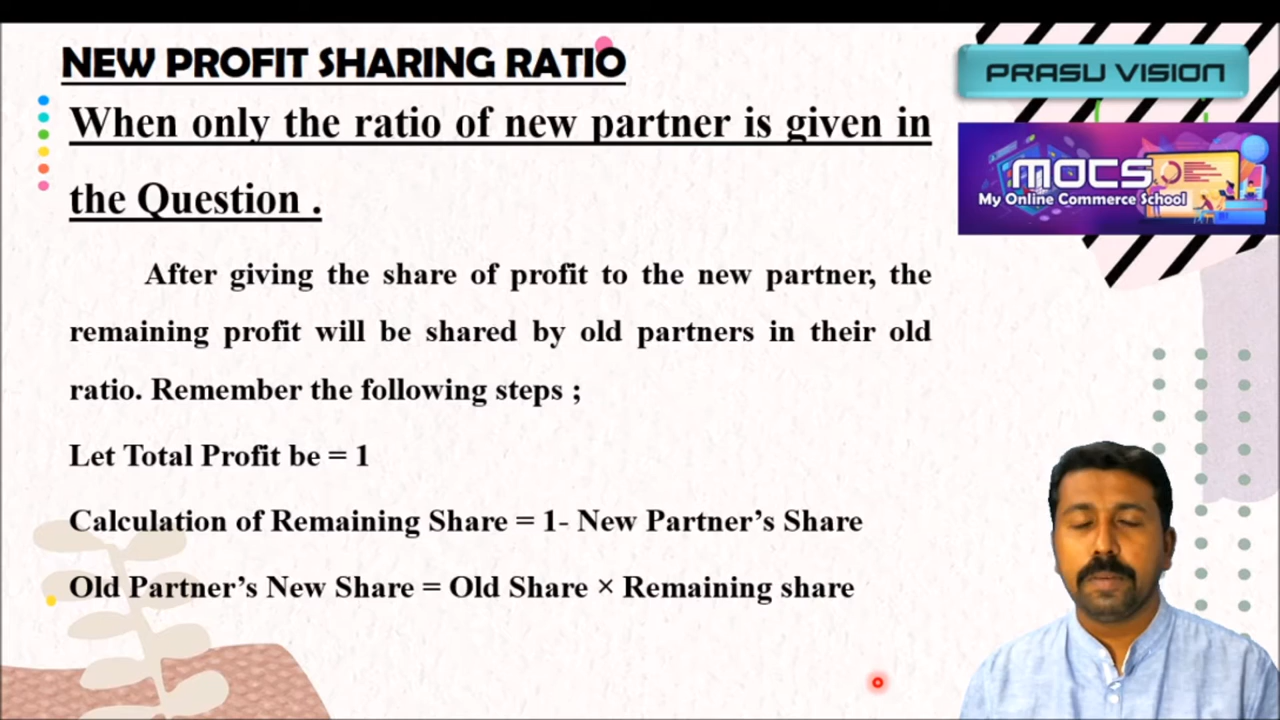 NEW PROFIT SHARING RATIO
When only the ratio of new partner is given in
the Question .
After giving the share of profit to the new partner, the
remaining profit will be shared by old partners in their old
ratio. Remember the following steps ;
Let Total Profit be = 1
Calculation of Remaining Share = 1- New Partner’s Share
Old Partner’s New Share = Old Share × Remaining share
PRASU VISION
MOCS
My Online Commerce School